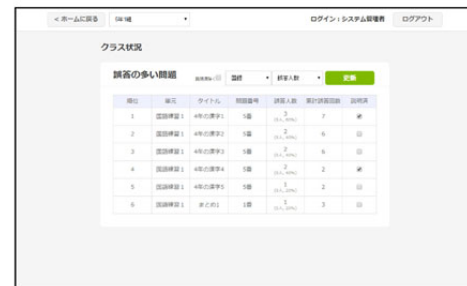 < ホームに戻る 5年1組 ログイン：システム管理者 ログアウト
クラス状況
誤答の多い問題 国語 誤答人数 更新
順位 単元 タイトル 問題番号 誤答人数 累計誤答回数 説明済
1 国語練習1 4年の漢字1 5番 3 7
2 国語練習1 4年の漢字2 5番 2 6
3 国語練習1 4年の漢字3 5番 2 6
4 国語練習1 4年の漢字4 5番 2 2
5 国語練習1 4年の漢字5 5番 1 2
6 国語練習1 まとめ1 1番 1 3